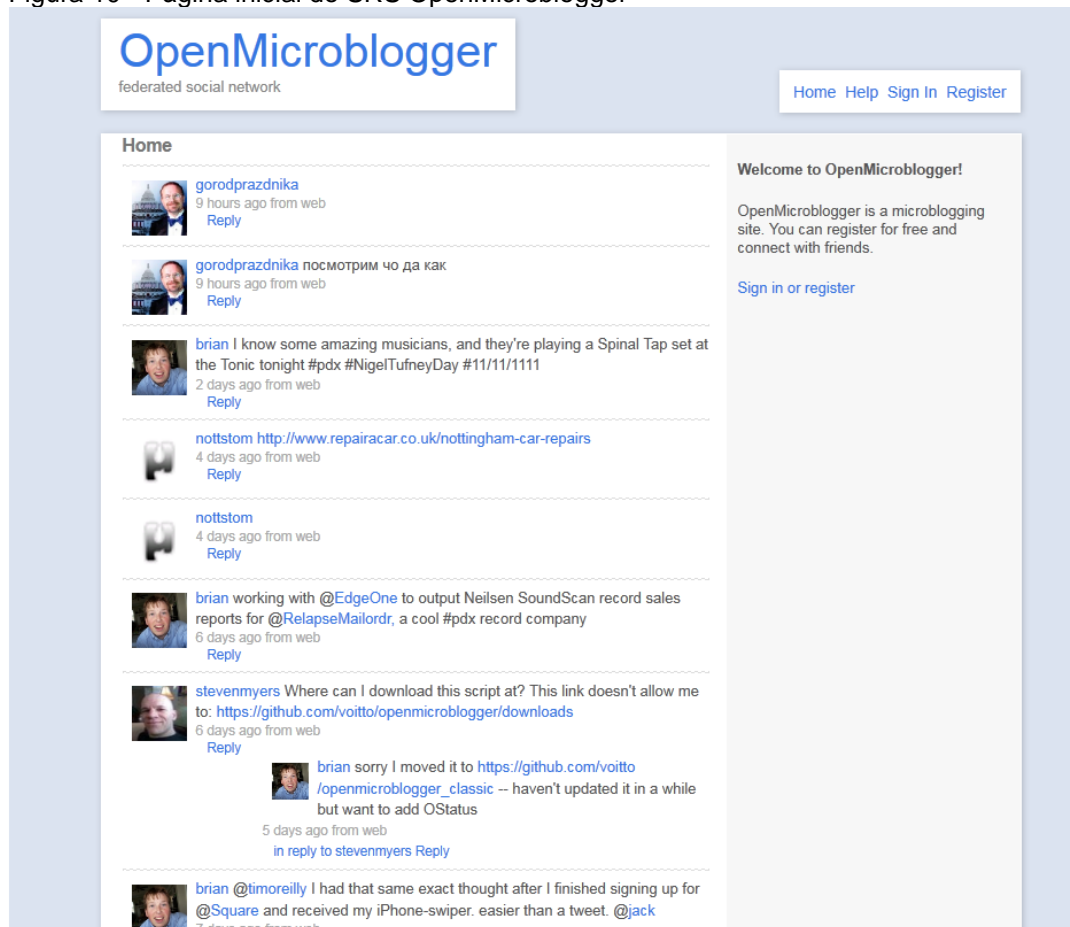 Figura 10 - Página inicial do SRO OpenMicroblogger
OpenMicroblogger
federated social network
Home Help Sign In Register
Home
gorodprazdnika
9 hours ago from web
Reply
gorodprazdnika посмотрим чо да как
9 hours ago from web
Reply
brian I know some amazing musicians, and they're playing a Spinal Tap set at
the Tonic tonight #pdx #NigelTufneyDay #11/11/1111
2 days ago from web
Reply
nottstom http://www.repairacar.co.uk/nottingham-car-repairs
4 days ago from web
Reply
nottstom
4 days ago from web
Reply
brian working with @EdgeOne to output Neilsen SoundScan record sales
reports for @RelapseMailordr, a cool #pdx record company
6 days ago from web
Reply
stevenmyers Where can I download this script at? This link doesn't allow me
to: https://github.com/voitto/openmicroblogger/downloads
6 days ago from web
Reply
brian sorry I moved it to https://github.com/voitto
/openmicroblogger_classic -- haven't updated it in a while
but want to add OStatus
5 days ago from web
in reply to stevenmyers Reply
brian @timoreilly I had that same exact thought after I finished signing up for
@Square and received my iPhone-swiper. easier than a tweet. @jack
7 days ago from web
Welcome to OpenMicroblogger!
OpenMicroblogger is a microblogging
site. You can register for free and
connect with friends.
Sign in or register